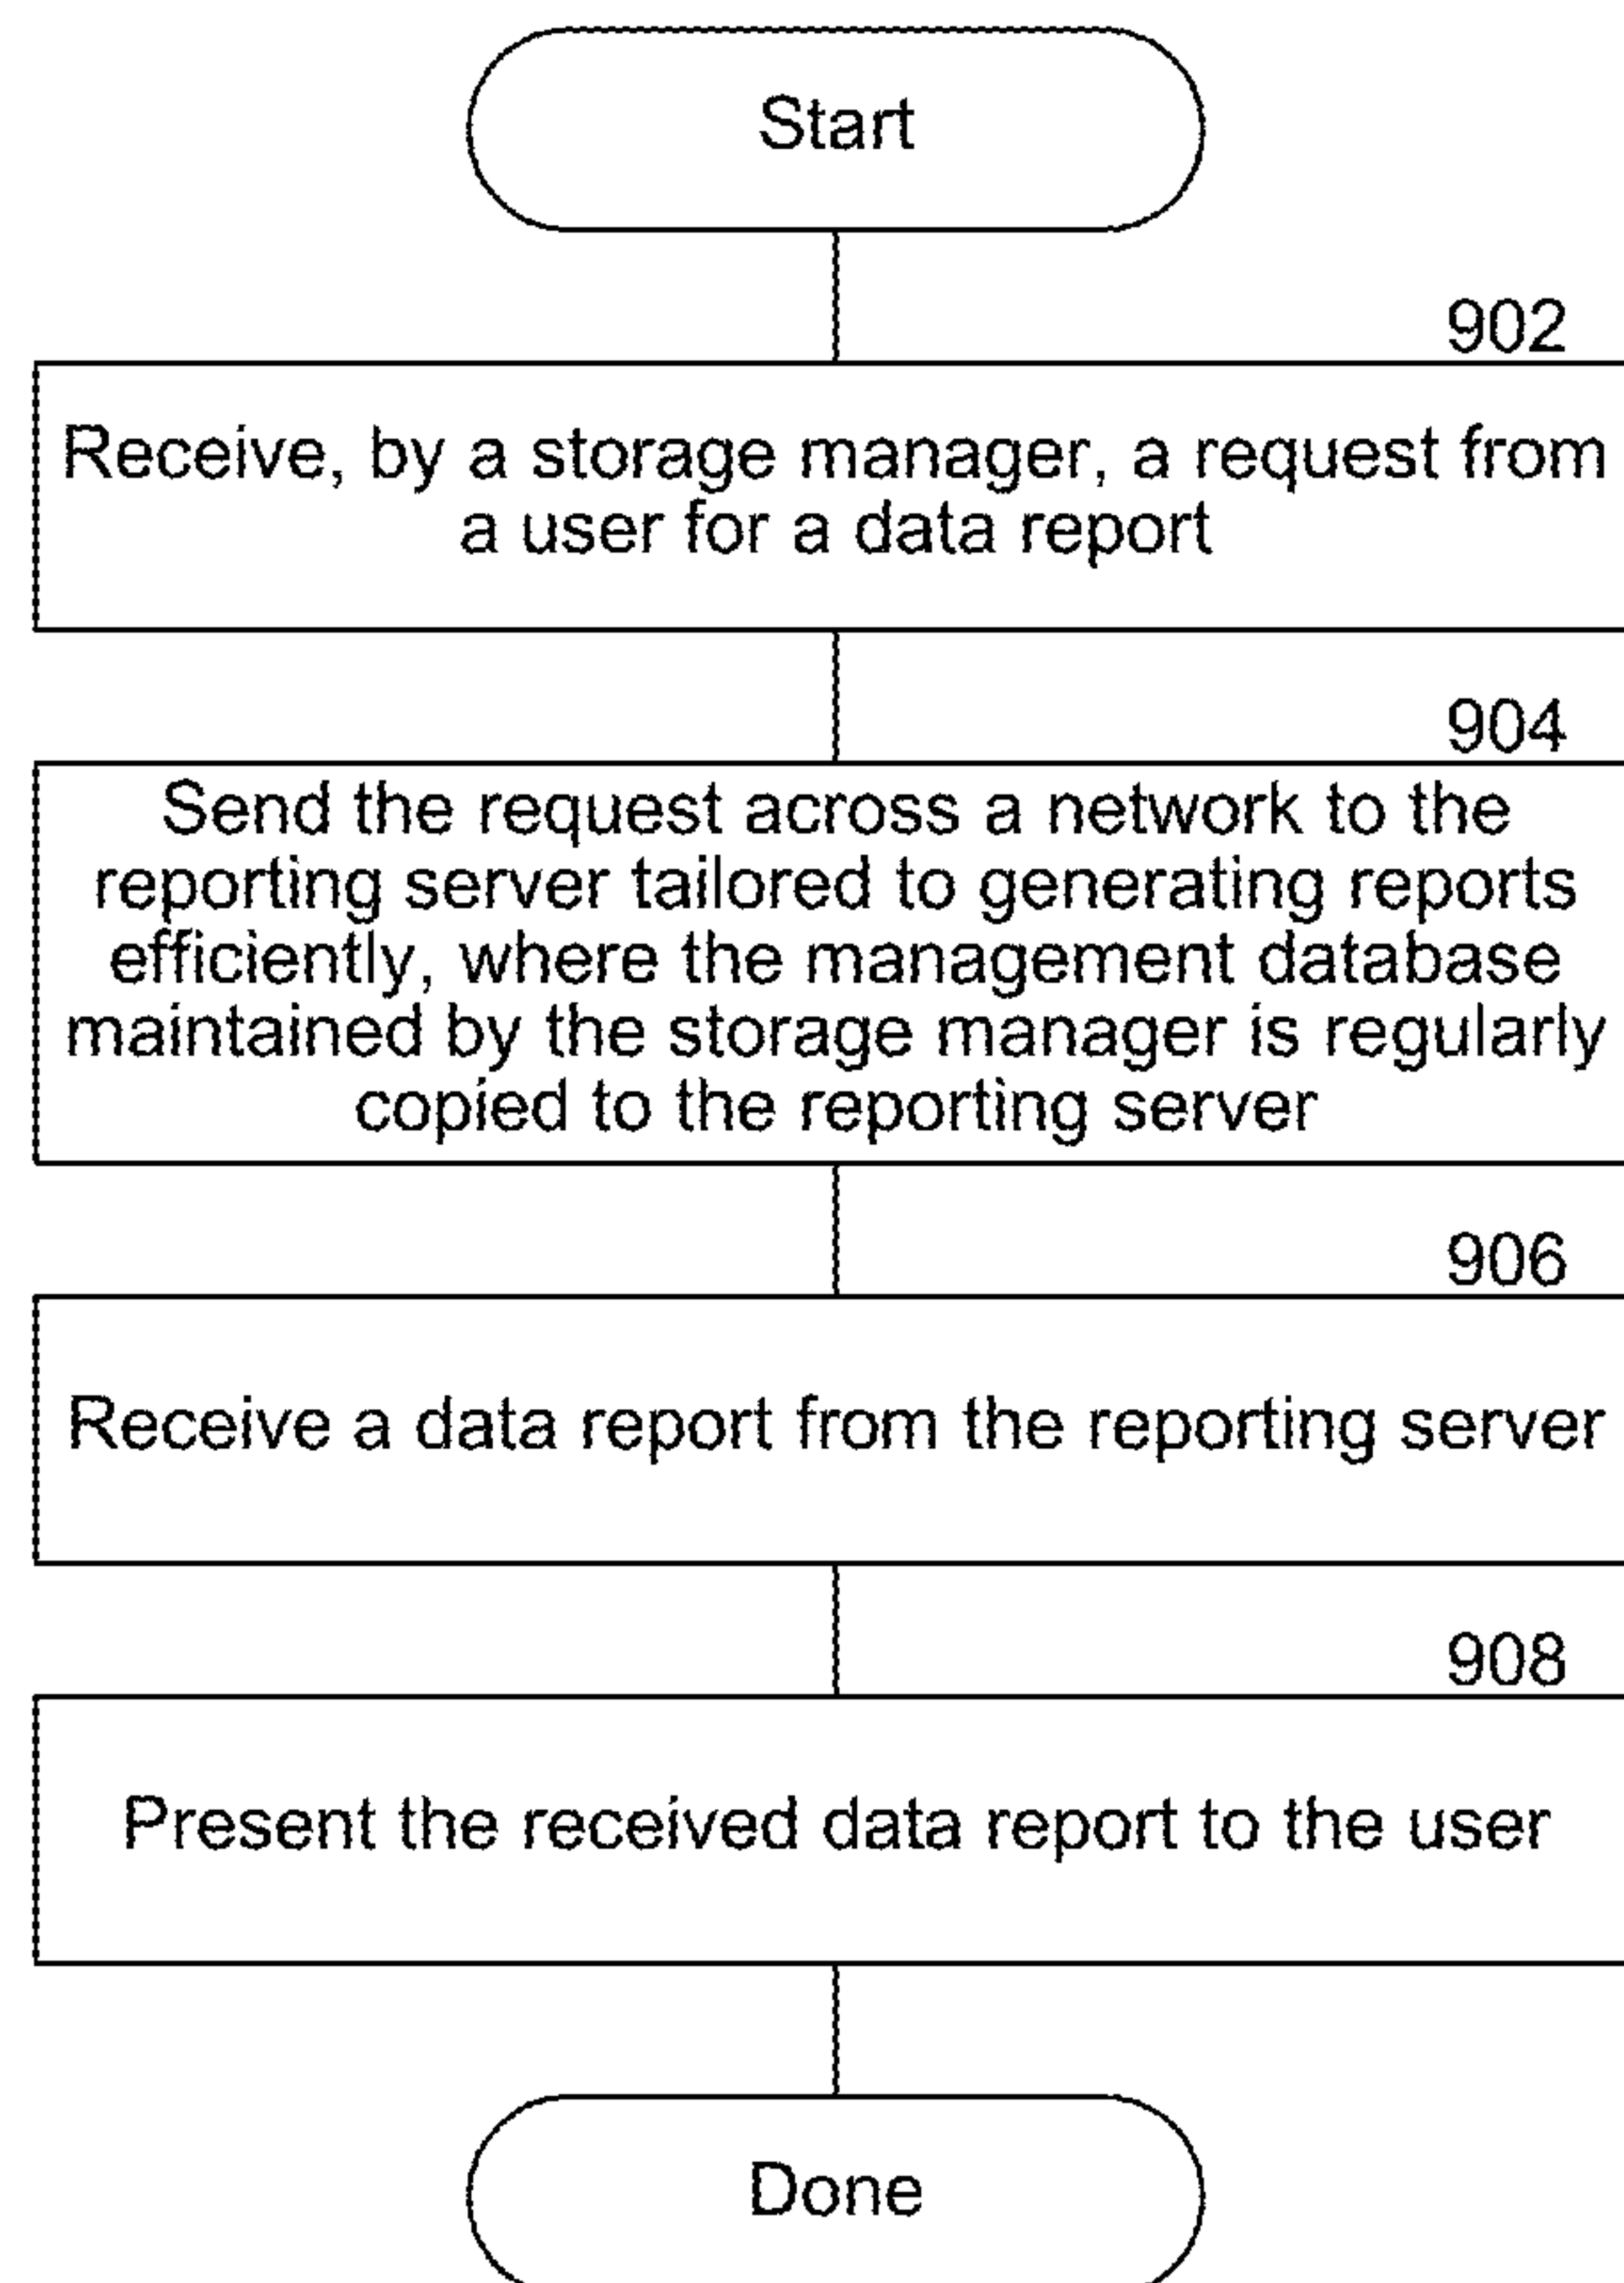 Start
902
Receive, by a storage manager, a request from
a user for a data report
904
Send the request across a network to the
reporting server tailored to generating reports
efficiently, where the management database
maintained by the storage manager is regularly
copied to the reporting server
906
Receive a data report from the reporting server
908
Present the received data report to the user
Done